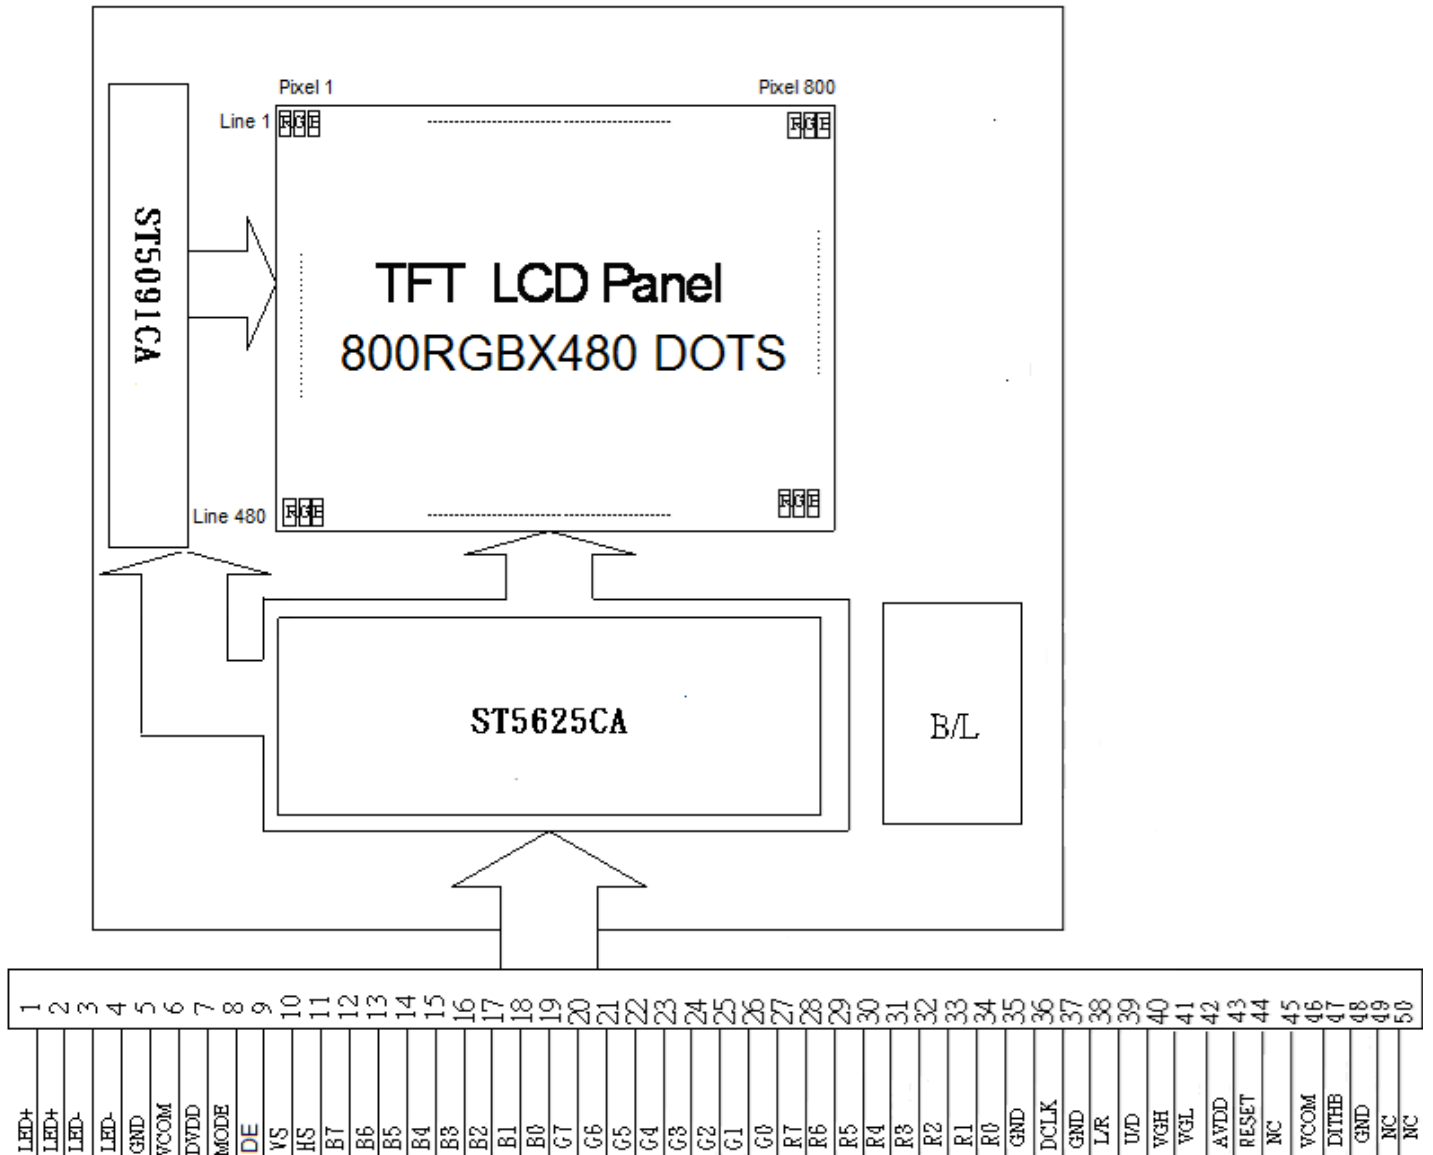 Pixel 1 Pixel 800
Line 1 RGB RGB
ST5091CA
TFT LCD Panel
800RGBX480 DOTS
Line 480 RGB RGB
ST5625CA
B/L
1 2 3 4 5 6 7 8 9 10 11 12 13 14 15 16 17 18 19 20 21 22 23 24 25 26 27 28 29 30 31 32 33 34 35 36 37 38 39 40 41 42 43 44 45 46 47 48 49 50
LED+
LED+
LED-
LED-
GND
VCOM
DVDD
MODE
DE
VS
HS
B7
B6
B5
B4
B3
B2
B1
B0
G7
G6
G5
G4
G3
G2
G1
G0
R7
R6
R5
R4
R3
R2
R1
R0
GND
DCLK
GND
L/R
U/D
VGH
VGL
AVDD
RESET
NC
VCOM
DITHB
GND
NC
NC